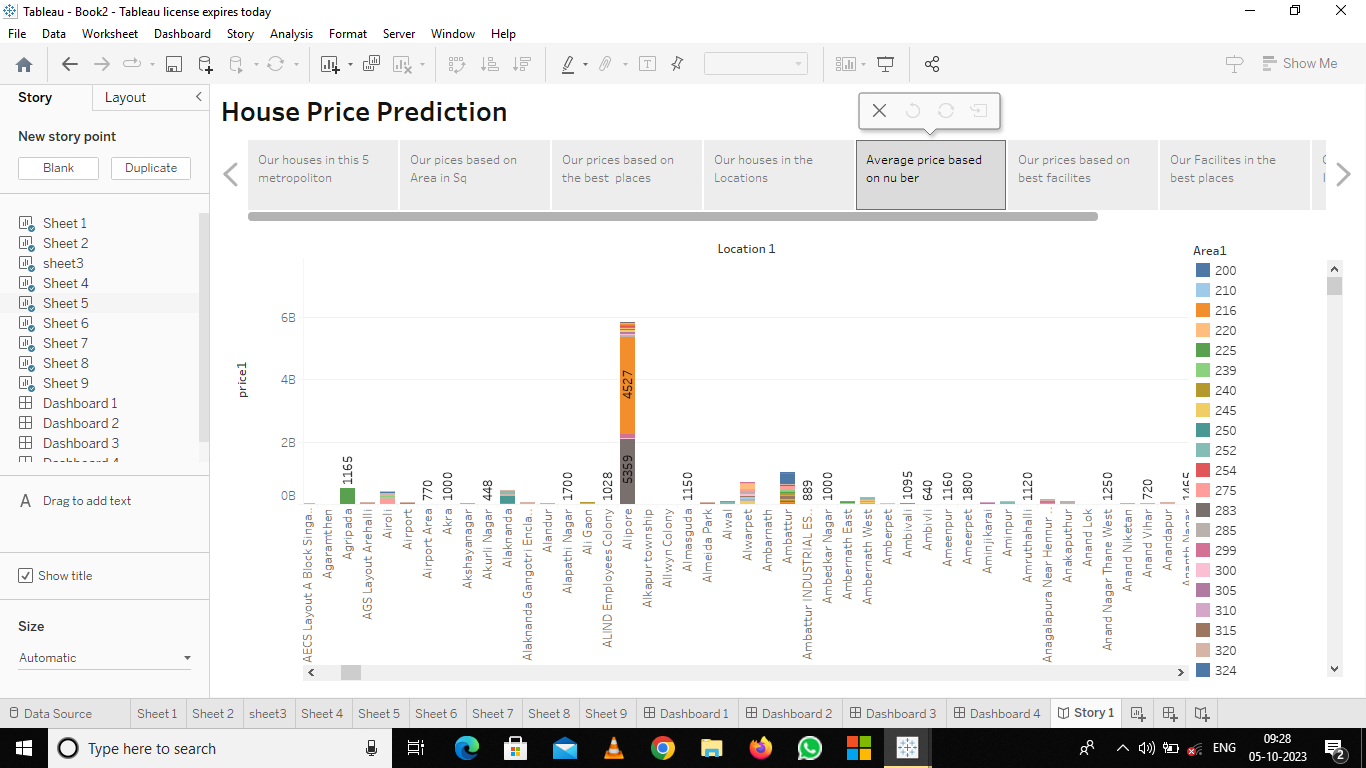 Tableau - Book2 - Tableau license expires today
File Data Worksheet Dashboard Story Analysis Format Server Window Help
Show Me
Story Layout
New story point
Blank Duplicate
Sheet 1
Sheet 2
sheet3
Sheet 4
Sheet 5
Sheet 6
Sheet 7
Sheet 8
Sheet 9
Dashboard 1
Dashboard 2
Dashboard 3
A Drag to add text
Show title
Size
Automatic
House Price Prediction
Our houses in this 5
metropoliton
Our pices based on
Area in Sq
Our prices based on
the best places
Our houses in the
Locations
Average price based
on nu ber
Our prices based on
best facilites
Our Facilites in the
best places
Location 1
price1
6B
4B
2B
0B
1165
770
1000
448
1700
1028
5359
4527
1150
889
1000
1095
640
1160
1800
1120
1250
720
1465
AECS Layout A Block Singa..
Agaramthen
Agripada
AGS Layout Arehalli
Airoli
Airport
Airport Area
Akra
Akshayanagar
Akurli Nagar
Alaknanda
Alaknanda Gangotri Encla..
Alandur
Alapathi Nagar
Ali Gaon
ALIND Employees Colony
Alipore
Alkapur township
Allwyn Colony
Almasguda
Almeida Park
Alwal
Alwarpet
Ambarnath
Ambattur
Ambattur INDUSTRIAL ES..
Ambedkar Nagar
Ambernath East
Ambernath West
Amberpet
Ambivali
Ambivli
Ameenpur
Ameerpet
Aminjikarai
Aminpur
Amruthahalli
Anagalapura Near Hennur ..
Anakaputhur
Anand Lok
Anand Nagar Thane West
Anand Niketan
Anand Vihar
Anandapur
Ananth Nagar
Area1
200
210
216
220
225
239
240
245
250
252
254
275
285
283
299
300
305
310
315
320
324
Data Source Sheet 1 Sheet 2 sheet3 Sheet 4 Sheet 5 Sheet 6 Sheet 7 Sheet 8 Sheet 9 Dashboard 1 Dashboard 2 Dashboard 3 Dashboard 4 Story 1
Type here to search
ENG
09:28
05-10-2023
2